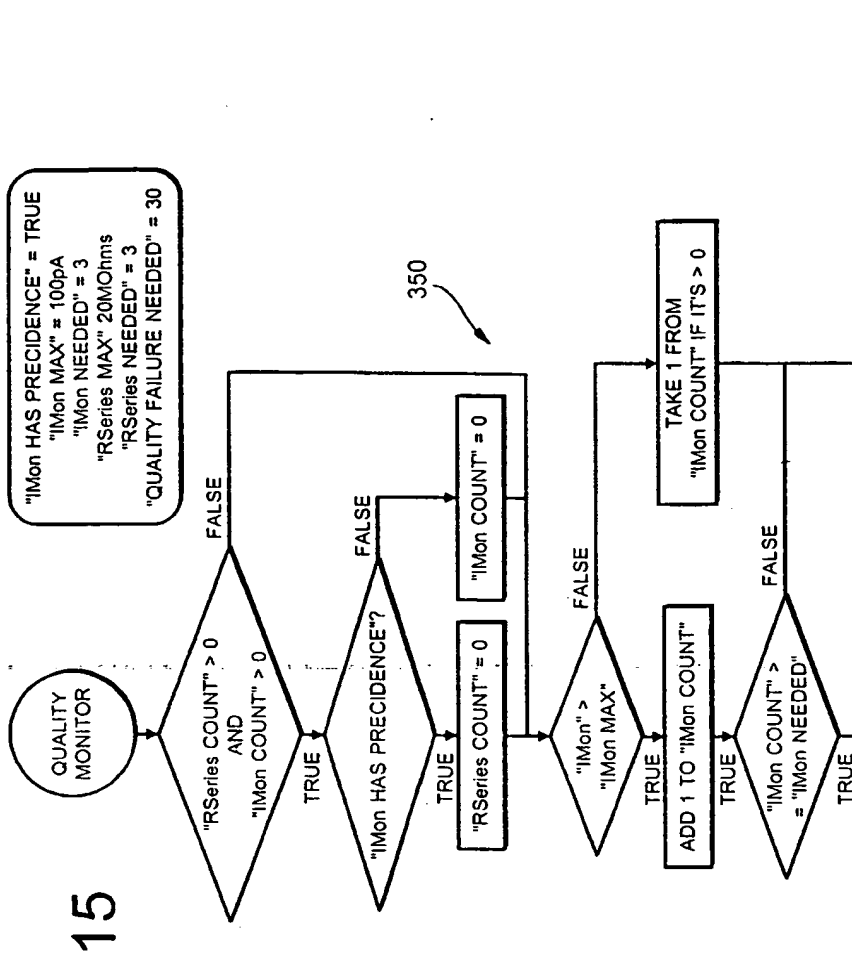 15
QUALITY
MONITOR
"IMon HAS PRECIDENCE" = TRUE
"IMon MAX" = 100pA
"IMon NEEDED" = 3
"RSeries MAX" 20MOhms
"RSeries NEEDED" = 3
"QUALITY FAILURE NEEDED" = 30
"RSeries COUNT" > 0
AND
"IMon COUNT" > 0
FALSE
TRUE
350
"IMon HAS PRECIDENCE"?
FALSE
TRUE
"RSeries COUNT" = 0
"IMon COUNT" = 0
"IMon" >
"IMon MAX"
FALSE
TRUE
ADD 1 TO "IMon COUNT"
TAKE 1 FROM
"IMon COUNT" IF IT'S > 0
TRUE
"IMon COUNT" >
= "IMon NEEDED"
FALSE
TRUE